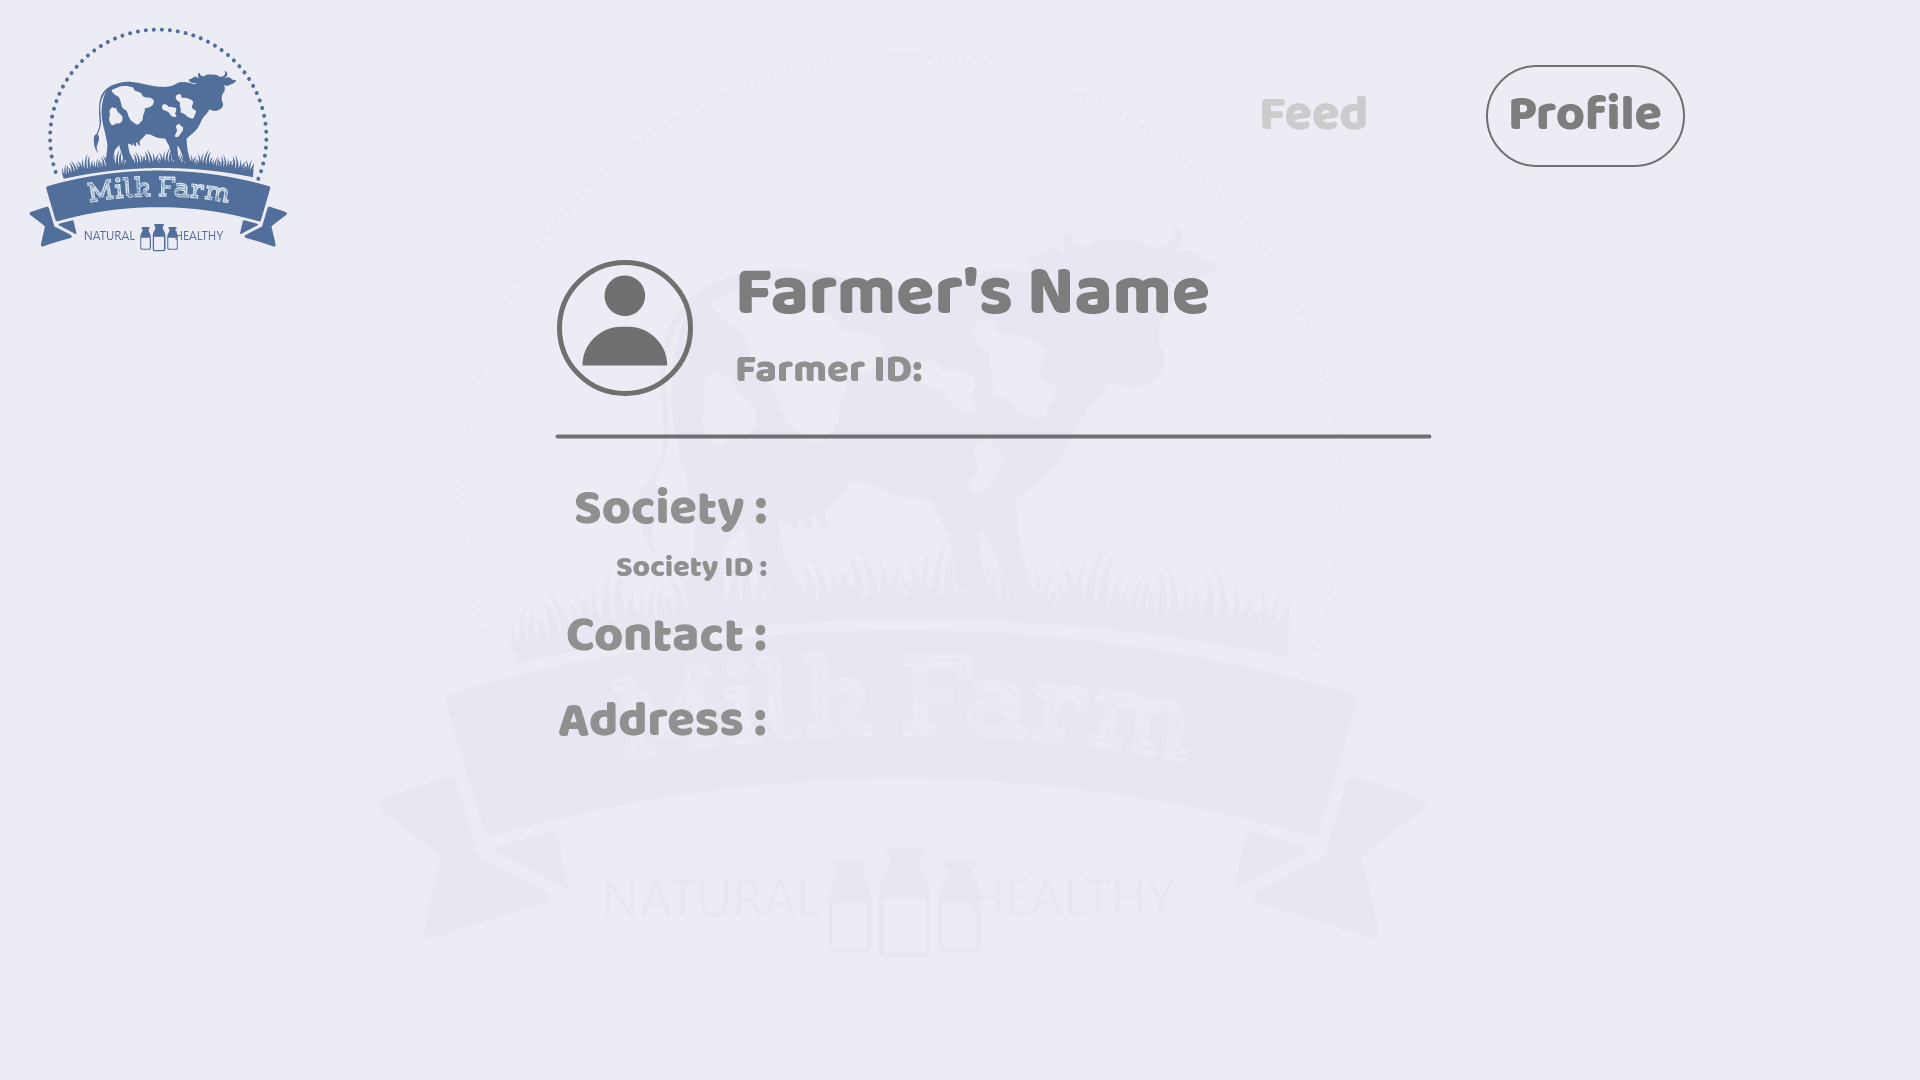 Milk Farm
NATURAL HEALTHY
Feed
Profile
Farmer's Name
Farmer ID:
Society :
Society ID :
Contact :
Address :
Milk Farm
NATURAL HEALTHY